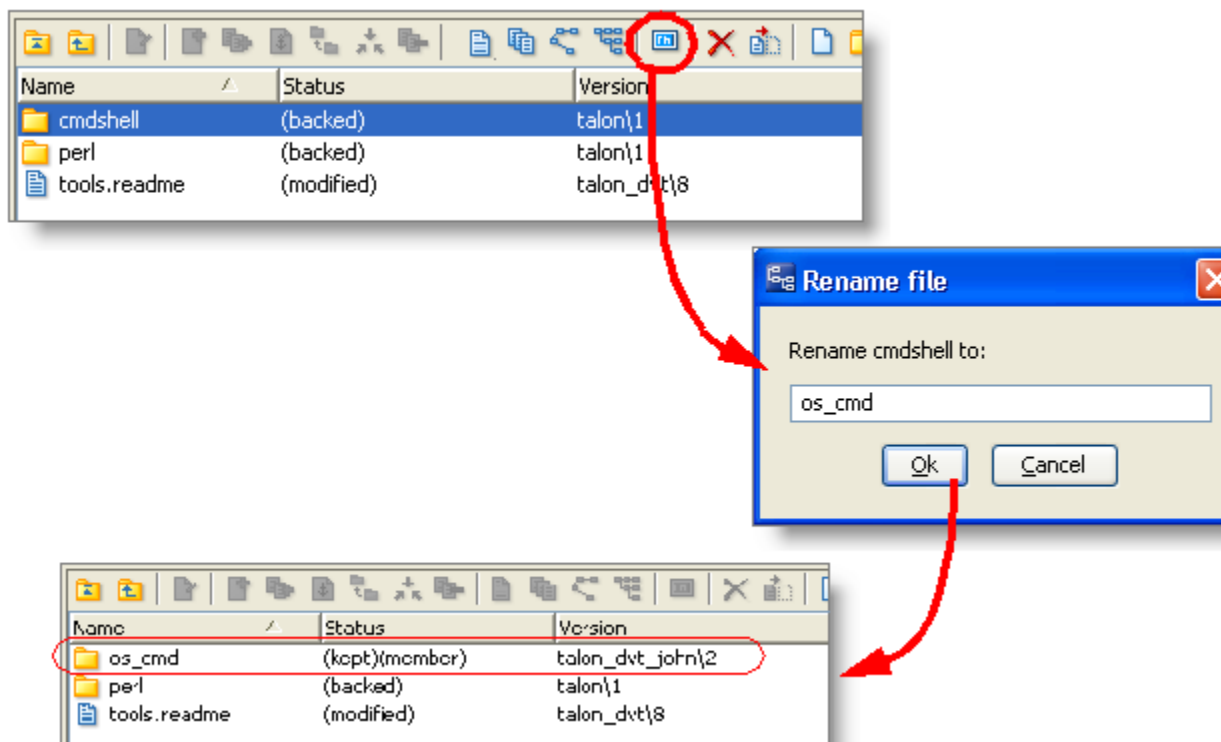 Name Status Version
cmdshell (backed) talon\1
perl (backed) talon\1
tools.readme (modified) talon_dvt\8
Rename file
Rename cmdshell to:
os_cmd
Ok Cancel
Name Status Version
os_cmd (kept)(member) talon_dvt_john\2
perl (backed) talon\1
tools.readme (modified) talon_dvt\8